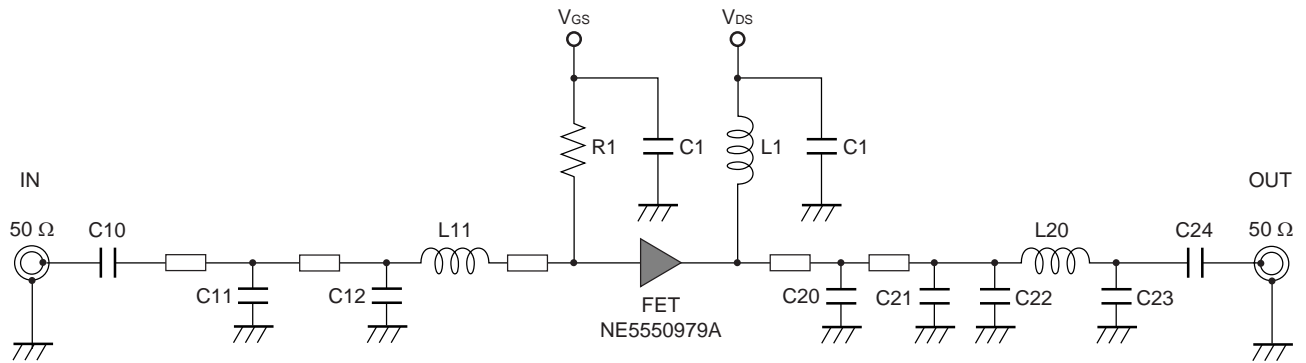 VGS
VDS
R1
C1
L1
C1
IN
OUT
50 Ω
C10
L11
L20
C24
50 Ω
C11
C12
FET
NE5550979A
C20
C21
C22
C23